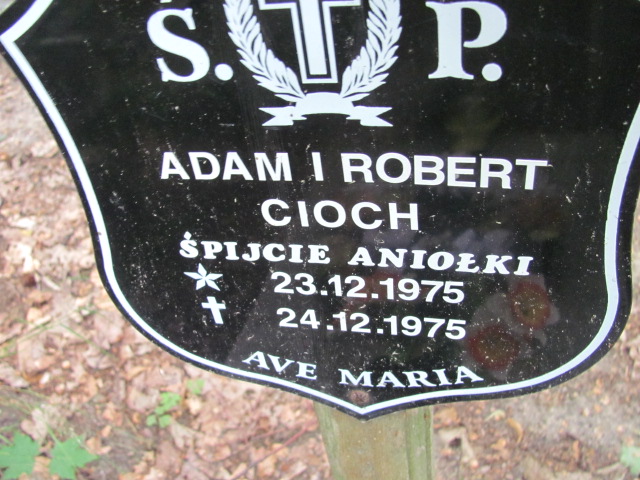 Ś. P.
ADAM I ROBERT
CIOCH
ŚPIJCIE ANIOŁKI
23.12.1975
24.12.1975
AVE MARIA